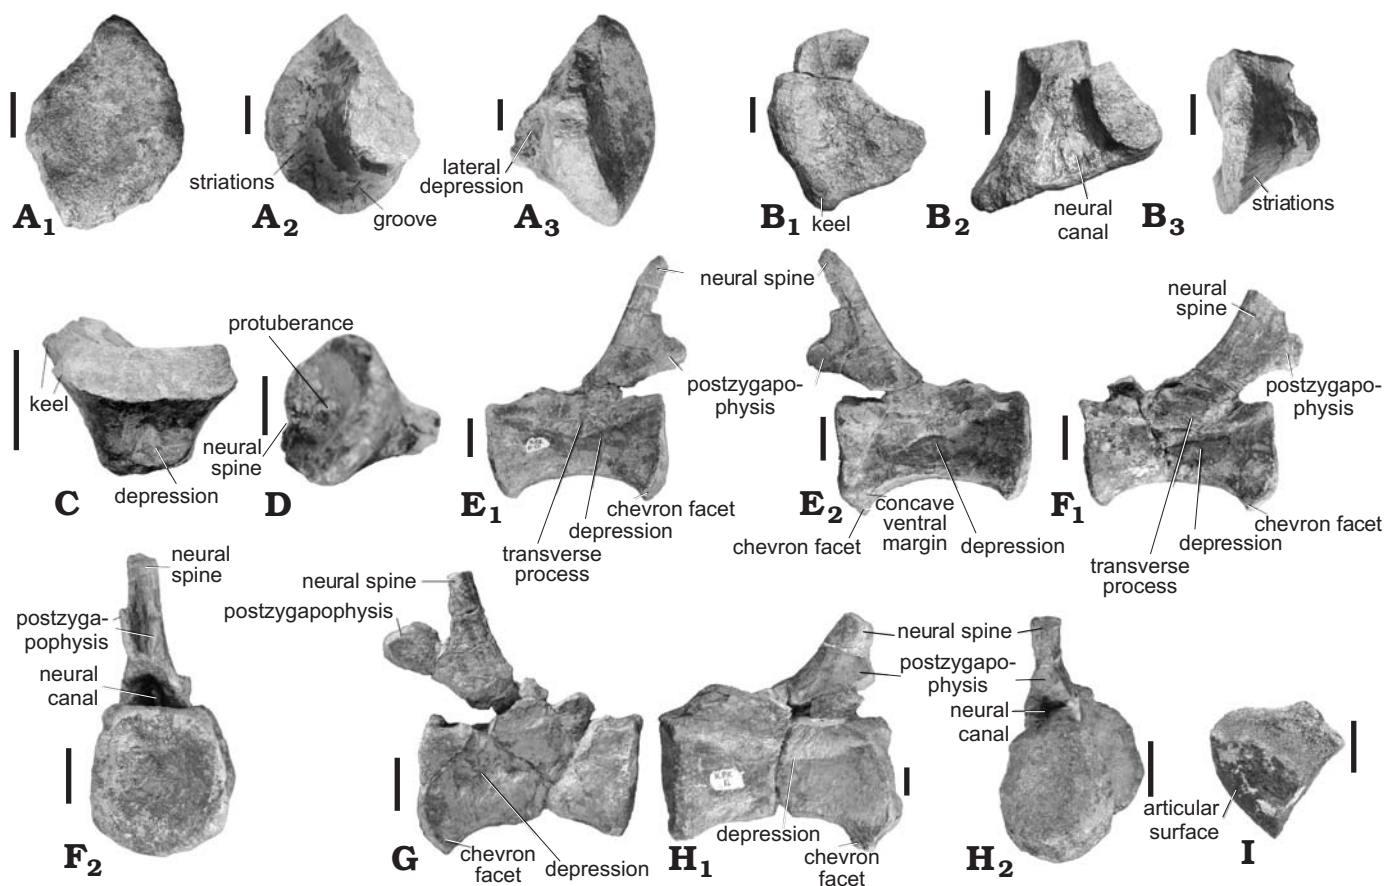 striations
groove
lateral
depression
keel
neural
canal
striations
A1
A2
A3
B1
B2
B3
keel
depression
protuberance
neural
spine
neural spine
postzygapo-
physis
chevron facet
depression
transverse
process
concave
ventral
margin
chevron facet
depression
neural
spine
postzygapo-
physis
chevron facet
depression
transverse
process
C
D
E1
E2
F1
neural
spine
postzyga-
pophysis
neural
canal
neural spine
postzygapophysis
chevron
facet
depression
neural spine
postzygapo-
physis
neural
canal
depression
chevron
facet
articular
surface
F2
G
H1
H2
I